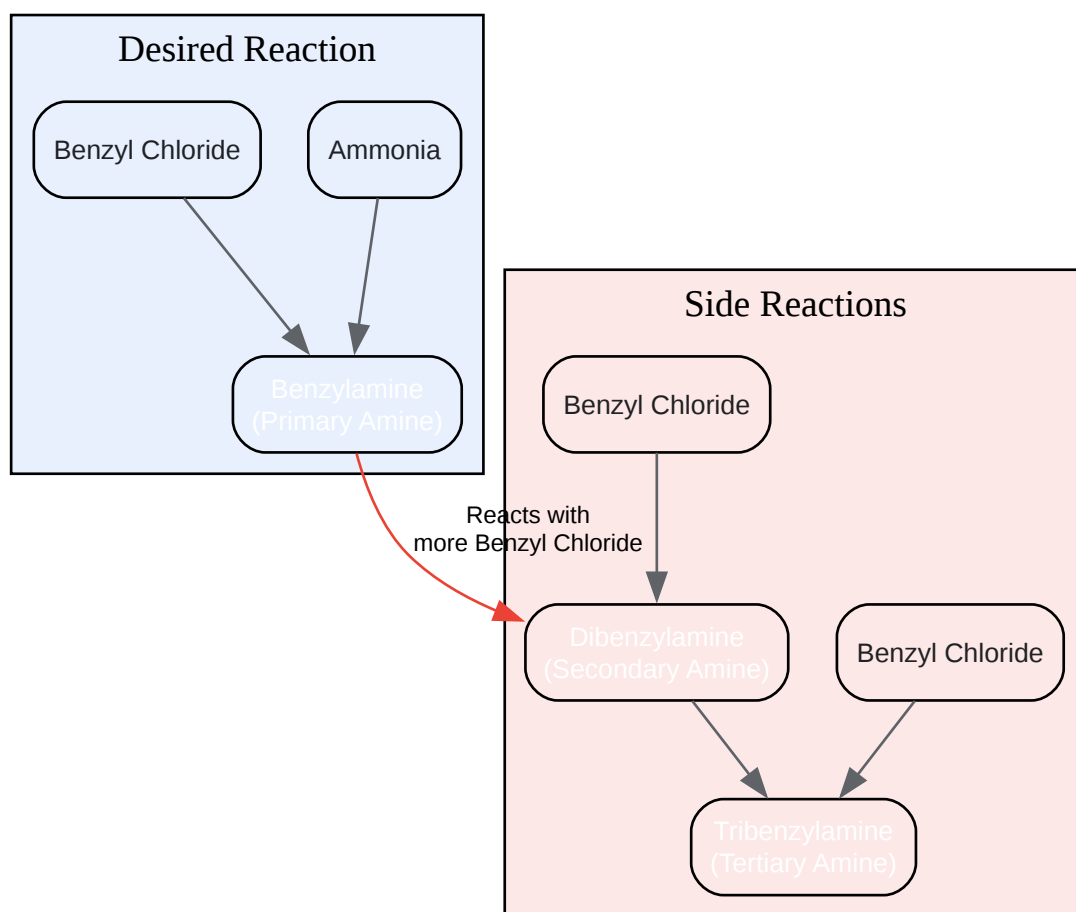 Desired Reaction
Benzyl Chloride
Ammonia
Benzylamine
(Primary Amine)
Side Reactions
Benzyl Chloride
Reacts with
more Benzyl Chloride
Dibenzylamine
(Secondary Amine)
Benzyl Chloride
Tribenzylamine
(Tertiary Amine)